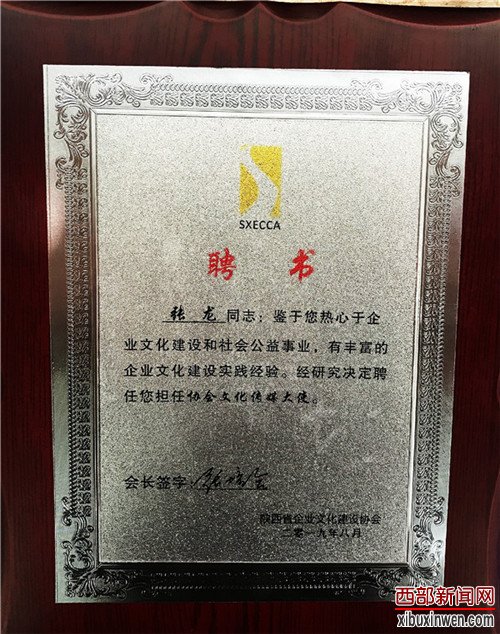 SXECCA
聘 书
张 龙 同志：鉴于您热心于企
业文化建设和社会公益事业，有丰富的
企业文化建设实践经验。经研究决定聘
任您担任协会文化传媒大使。
会长签字
陕西省企业文化建设协会
二零一九年八月
西部新闻网
xibuxinwen.com